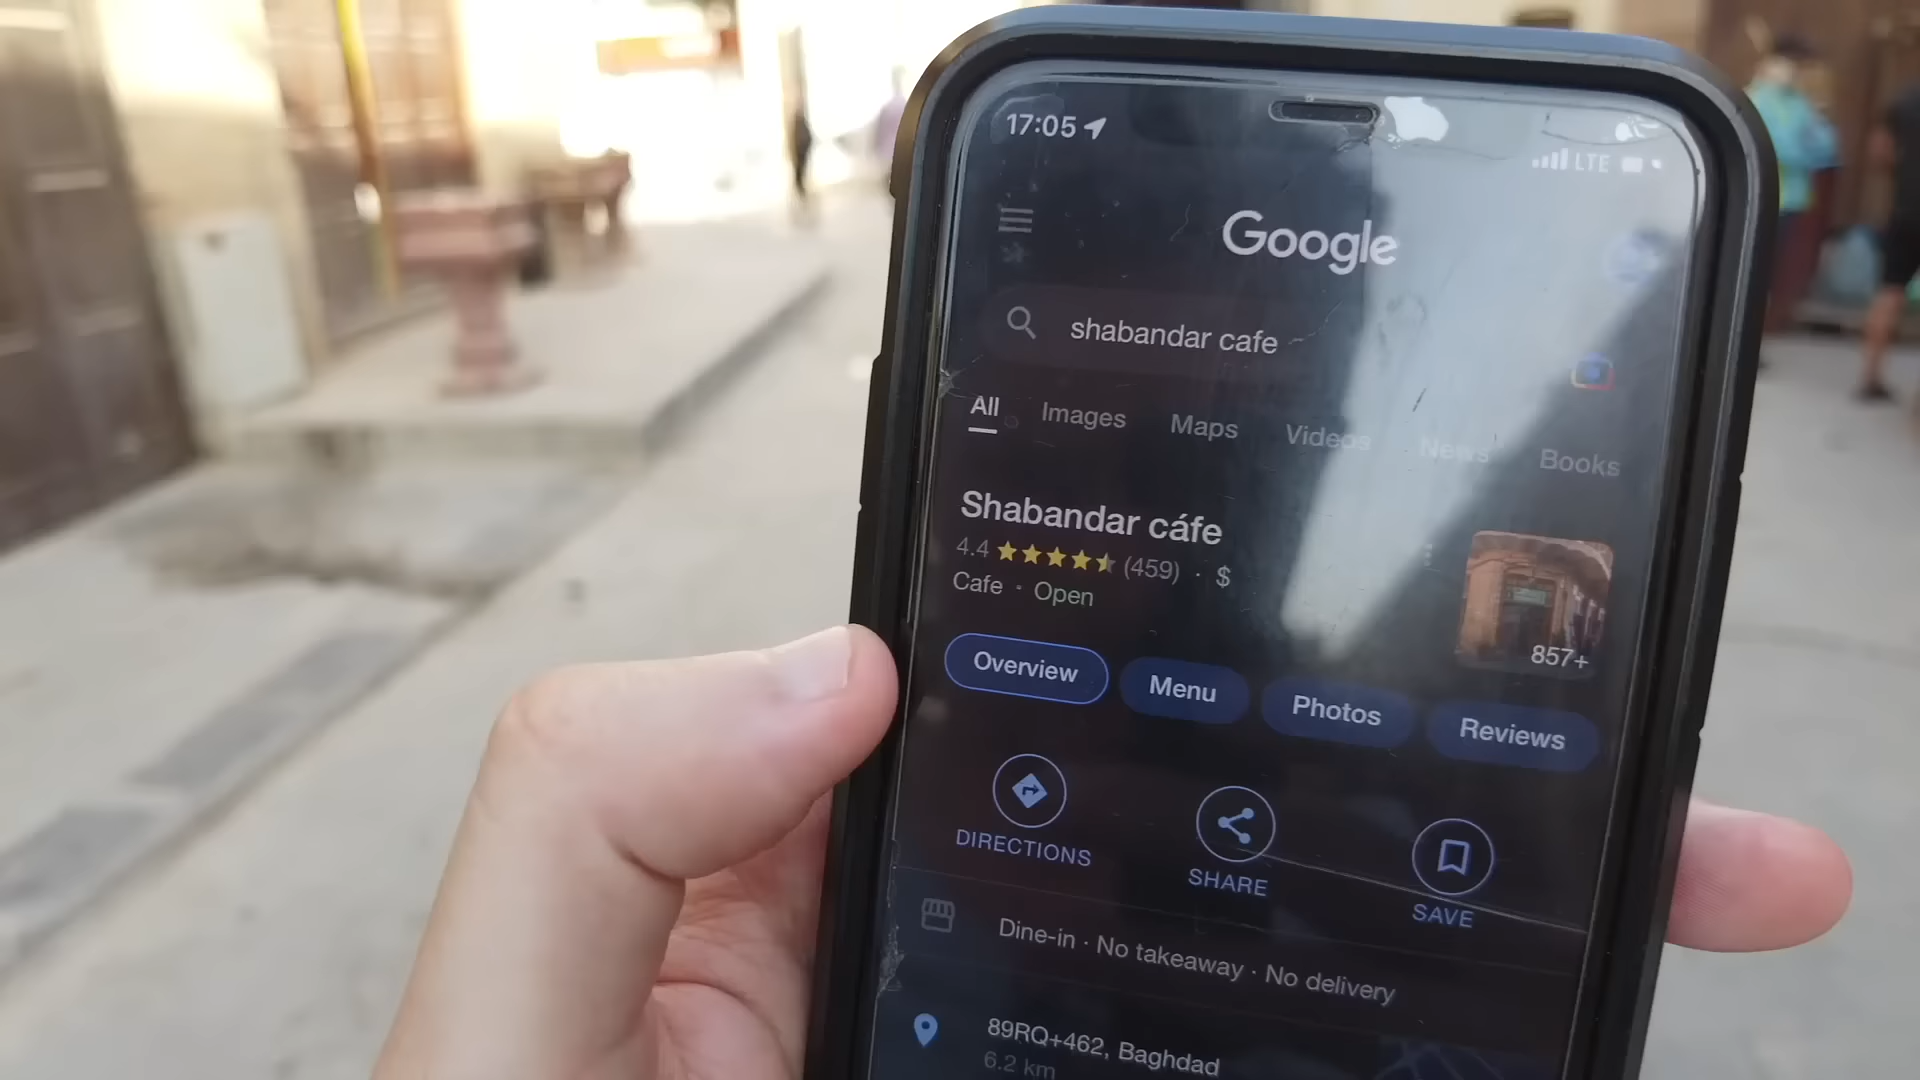 17:05
LTE
Google
shabandar cafe
All Images Maps Videos News Books
Shabandar cáfe
4.4 (459) · $
Cafe · Open
857+
Overview Menu Photos Reviews
DIRECTIONS SHARE SAVE
Dine-in · No takeaway · No delivery
89RQ+462, Baghdad
6.2 km